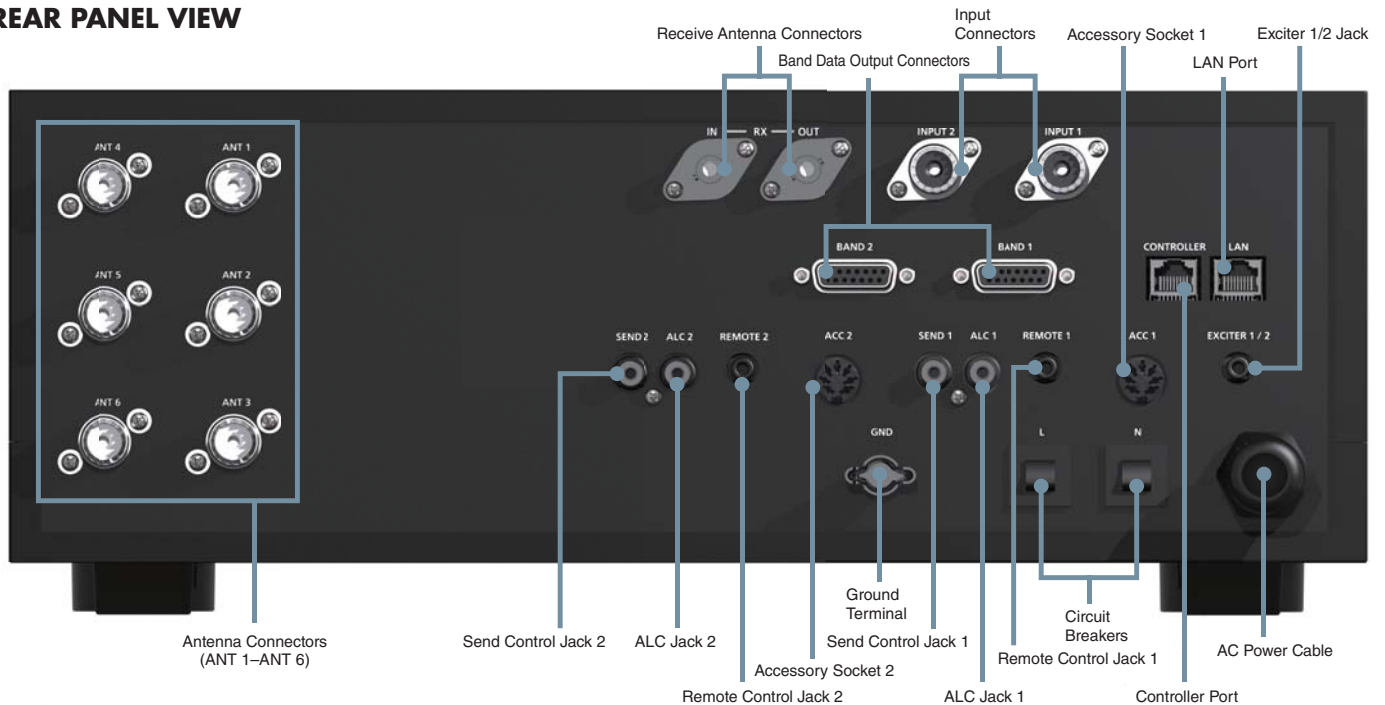 REAR PANEL VIEW
Receive Antenna Connectors
Input
Connectors
Accessory Socket 1
Exciter 1/2 Jack
Band Data Output Connectors
LAN Port
IN RX OUT
INPUT 2
INPUT 1
ANT 4
ANT 1
BAND 2
BAND 1
CONTROLLER
LAN
ANT 5
ANT 2
SEND 2
ALC 2
REMOTE 2
ACC 2
SEND 1
ALC 1
REMOTE 1
ACC 1
EXCITER 1 / 2
ANT 6
ANT 3
GND
L
N
Antenna Connectors
(ANT 1–ANT 6)
Send Control Jack 2
ALC Jack 2
Remote Control Jack 2
Accessory Socket 2
Ground
Terminal
Send Control Jack 1
ALC Jack 1
Remote Control Jack 1
Circuit
Breakers
Controller Port
AC Power Cable